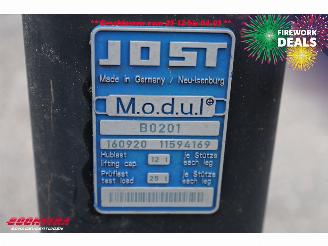 FIREWORK
DEALS
JOST
Made in Germany / Neu-Isenburg
M.o.d.u.l
B0201
160920 11594169
Hublast 12 t je Stütze
lifting cap. each leg
Prüflast 25 t je Stütze
test load each leg